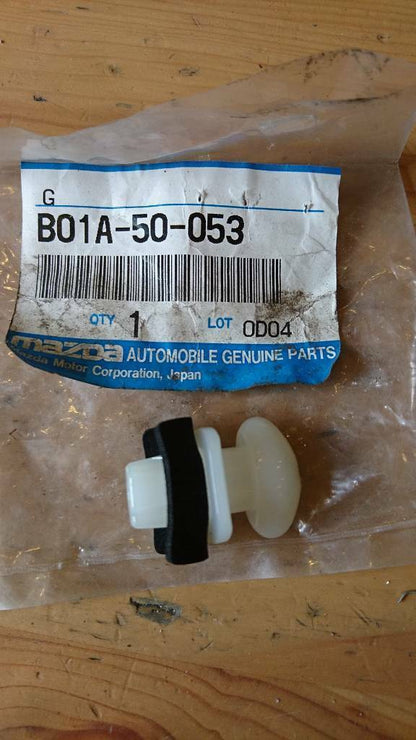 G
B01A-50-053
QTY 1 LOT 0D04
mazda AUTOMOBILE GENUINE PARTS
Mazda Motor Corporation, Japan